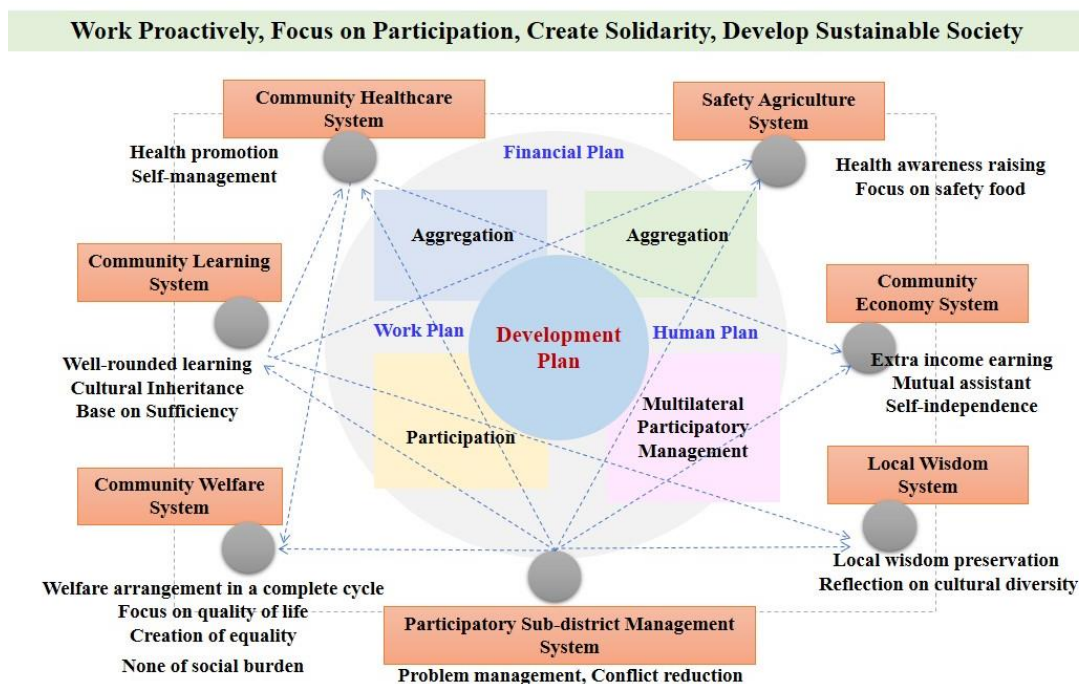 Work Proactively, Focus on Participation, Create Solidarity, Develop Sustainable Society
Community Healthcare
System
Health promotion
Self-management
Safety Agriculture
System
Health awareness raising
Focus on safety food
Financial Plan
Aggregation
Aggregation
Community Learning
System
Well-rounded learning
Cultural Inheritance
Base on Sufficiency
Work Plan
Development
Plan
Human Plan
Community
Economy System
Extra income earning
Mutual assistant
Self-independence
Participation
Multilateral
Participatory
Management
Community Welfare
System
Welfare arrangement in a complete cycle
Focus on quality of life
Creation of equality
None of social burden
Local Wisdom
System
Local wisdom preservation
Reflection on cultural diversity
Participatory Sub-district Management
System
Problem management, Conflict reduction